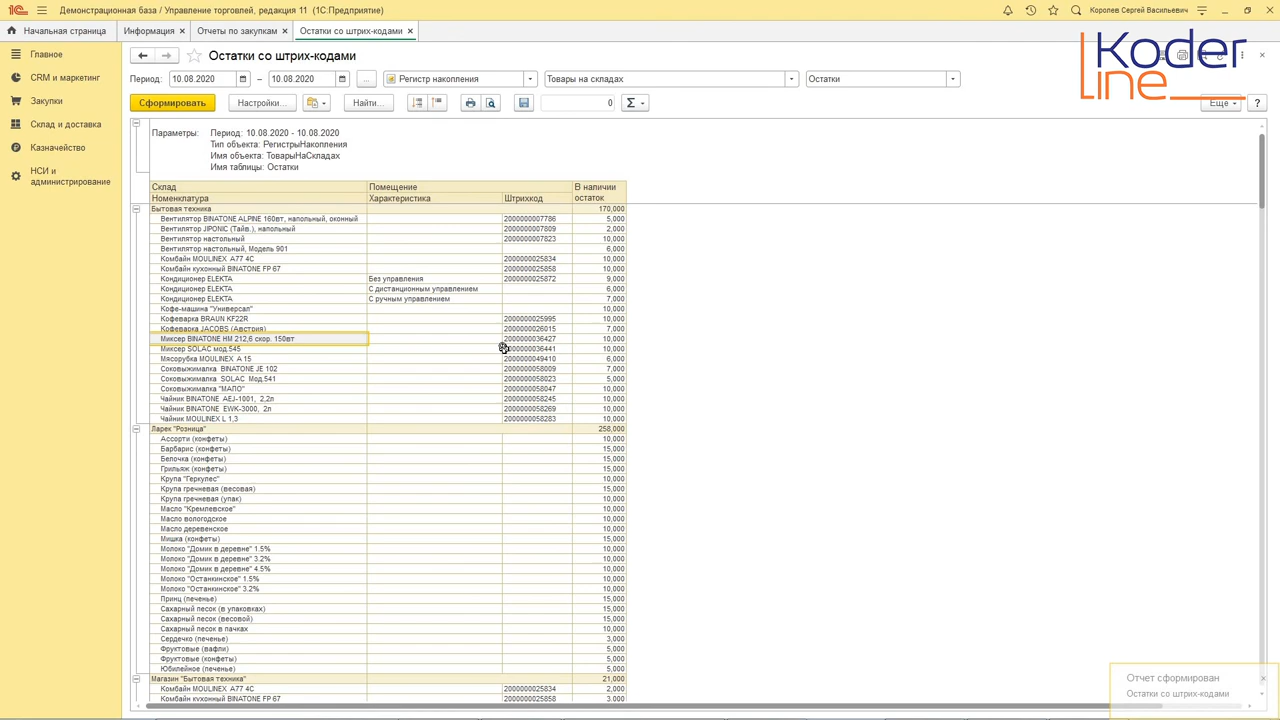 1С Демонстрационная база / Управление торговлей, редакция 11 (1С:Предприятие)
Королев Сергей Васильевич
Начальная страница Информация × Отчеты по закупкам × Остатки со штрих-кодами ×
Koder
line
Главное
CRM и маркетинг
Закупки
Склад и доставка
Казначейство
НСИ и
администрирование
Остатки со штрих-кодами
Период: 10.08.2020 – 10.08.2020 ... Регистр накопления Товары на складах Остатки
Сформировать Настройки... Найти... 0 Σ Еще ?
Параметры: Период: 10.08.2020 - 10.08.2020
Тип объекта: РегистрыНакопления
Имя объекта: ТоварыНаСкладах
Имя таблицы: Остатки
Склад Помещение В наличии
Номенклатура Характеристика Штрихкод остаток
Бытовая техника 170,000
Вентилятор BINATONE ALPINE 160вт, напольный, оконный 2000000007786 5,000
Вентилятор JIPONIC (Тайв.), напольный 2000000007809 2,000
Вентилятор настольный 2000000007823 10,000
Вентилятор настольный, Модель 901 6,000
Комбайн MOULINEX A77 4C 2000000025834 10,000
Комбайн кухонный BINATONE FP 67 2000000025858 10,000
Кондиционер ELEKTA Без управления 2000000025872 9,000
Кондиционер ELEKTA С дистанционным управлением 6,000
Кондиционер ELEKTA С ручным управлением 7,000
Кофе-машина "Универсал" 10,000
Кофеварка BRAUN KF22R 2000000025995 10,000
Кофеварка JACOBS (Австрия) 2000000026015 7,000
Миксер BINATONE HM 212,6 скор. 150вт 2000000036427 10,000
Миксер SOLAC мод.545 2000000036441 10,000
Мясорубка MOULINEX A 15 2000000049410 6,000
Соковыжималка BINATONE JE 102 2000000058009 7,000
Соковыжималка SOLAC Мод.541 2000000058023 5,000
Соковыжималка "МАПО" 2000000058047 10,000
Чайник BINATONE AEJ-1001, 2,2л 2000000058245 10,000
Чайник BINATONE EWK-3000, 2л 2000000058269 10,000
Чайник MOULINEX L 1,3 2000000058283 10,000
Ларек "Розница" 258,000
Ассорти (конфеты) 10,000
Барбарис (конфеты) 15,000
Белочка (конфеты) 15,000
Грильяж (конфеты) 15,000
Крупа "Геркулес" 10,000
Крупа гречневая (весовая) 15,000
Крупа гречневая (упак) 10,000
Масло "Кремлевское" 10,000
Масло вологодское 10,000
Масло деревенское 10,000
Мишка (конфеты) 15,000
Молоко "Домик в деревне" 1.5% 10,000
Молоко "Домик в деревне" 3.2% 10,000
Молоко "Домик в деревне" 4.5% 10,000
Молоко "Останкинское" 1.5% 10,000
Молоко "Останкинское" 3.2% 10,000
Принц (печенье) 15,000
Сахарный песок (в упаковках) 15,000
Сахарный песок (весовой) 15,000
Сахарный песок в пачках 10,000
Сердечко (печенье) 3,000
Фруктовые (вафли) 5,000
Фруктовые (конфеты) 5,000
Юбилейное (печенье) 5,000
Магазин "Бытовая техника" 21,000
Комбайн MOULINEX A77 4C 2000000025834 2,000
Комбайн кухонный BINATONE FP 67 2000000025858 3,000
Отчет сформирован
Остатки со штрих-кодами